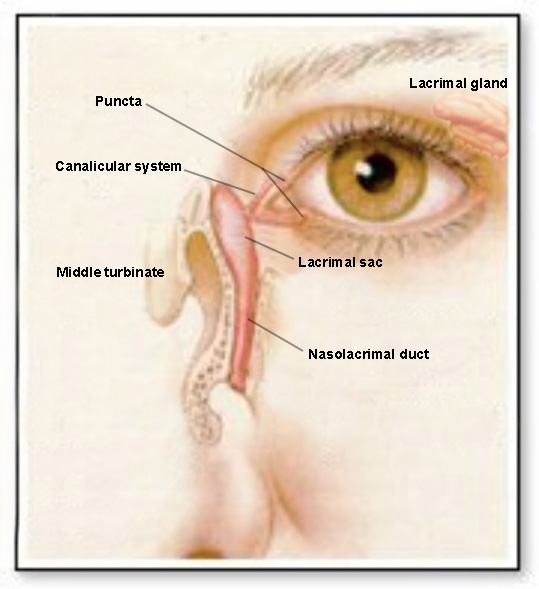 Lacrimal gland
Puncta
Canalicular system
Lacrimal sac
Middle turbinate
Nasolacrimal duct